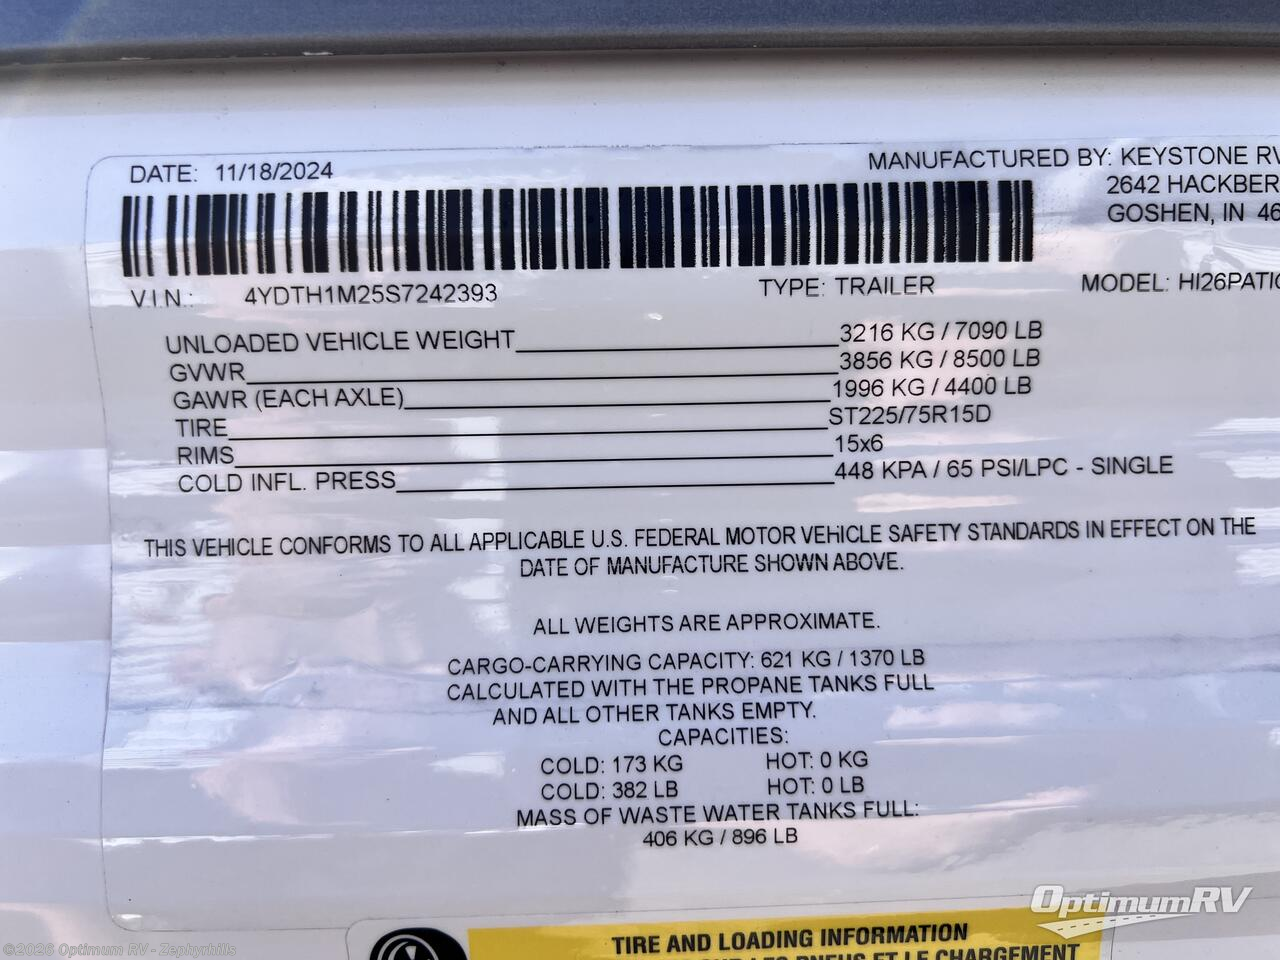 DATE: 11/18/2024
MANUFACTURED BY: KEYSTONE RV
2642 HACKBER
GOSHEN, IN 46
V.I.N.: 4YDTH1M25S7242393 TYPE: TRAILER MODEL: HI26PATIO
UNLOADED VEHICLE WEIGHT 3216 KG / 7090 LB
GVWR 3856 KG / 8500 LB
GAWR (EACH AXLE) 1996 KG / 4400 LB
TIRE ST225/75R15D
RIMS 15x6
COLD INFL. PRESS 448 KPA / 65 PSI/LPC - SINGLE
THIS VEHICLE CONFORMS TO ALL APPLICABLE U.S. FEDERAL MOTOR VEHICLE SAFETY STANDARDS IN EFFECT ON THE
DATE OF MANUFACTURE SHOWN ABOVE.
ALL WEIGHTS ARE APPROXIMATE.
CARGO-CARRYING CAPACITY: 621 KG / 1370 LB
CALCULATED WITH THE PROPANE TANKS FULL
AND ALL OTHER TANKS EMPTY.
CAPACITIES:
COLD: 173 KG HOT: 0 KG
COLD: 382 LB HOT: 0 LB
MASS OF WASTE WATER TANKS FULL:
406 KG / 896 LB
OptimumRV
TIRE AND LOADING INFORMATION
PNEUS ET LE CHARGEMENT
©2026 Optimum RV - Zephyrhills